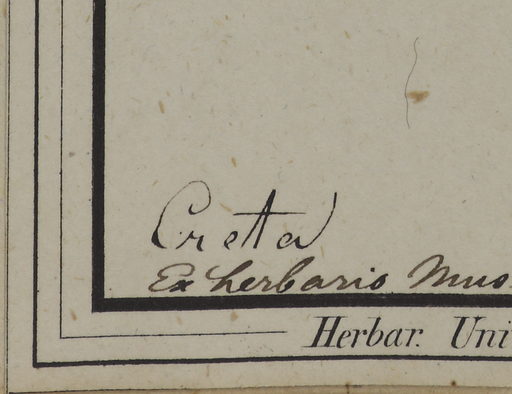 Creta
Ex herbario Mus.
Herbar. Uni